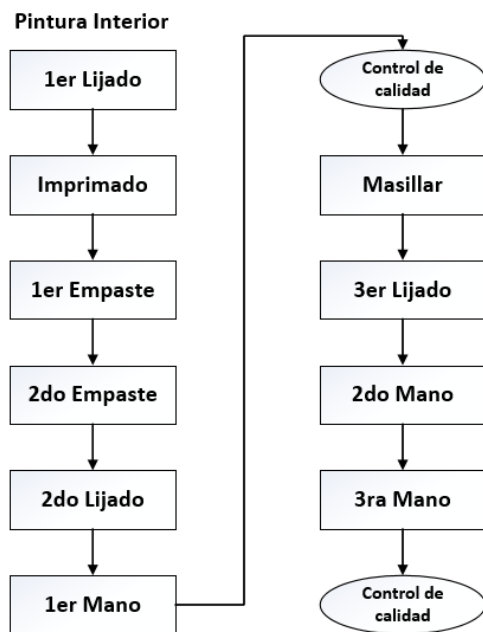 Pintura Interior
1er Lijado
Imprimado
1er Empaste
2do Empaste
2do Lijado
1er Mano
Control de
calidad
Masillar
3er Lijado
2do Mano
3ra Mano
Control de
calidad